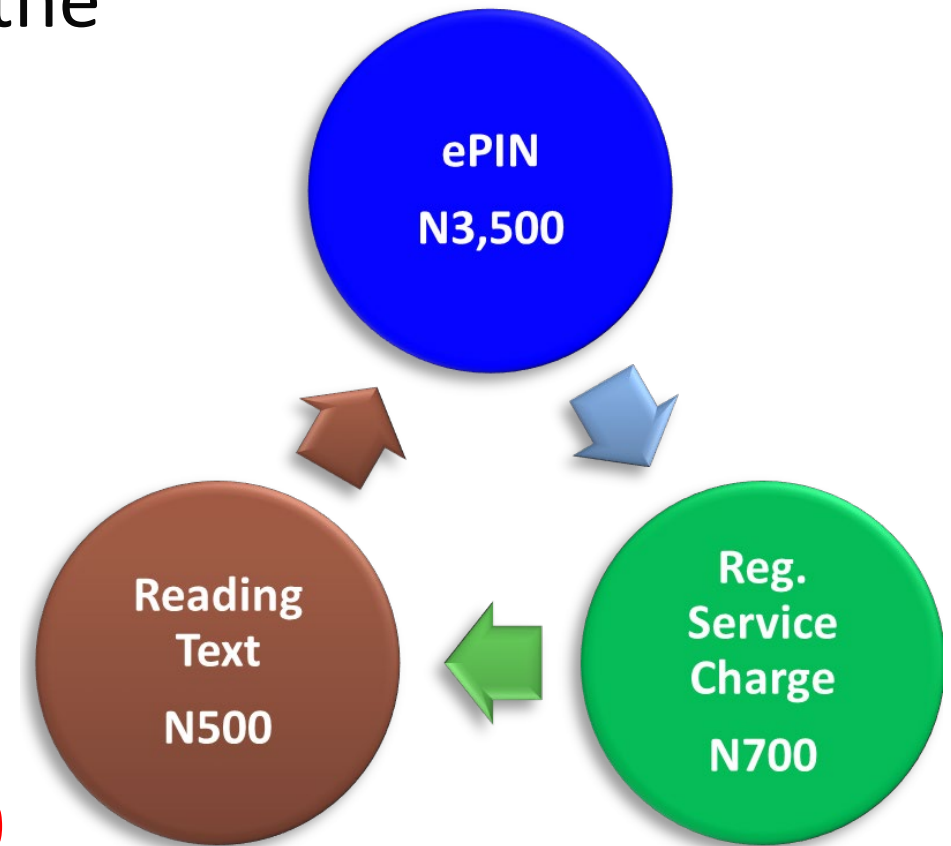 the
ePIN
N3,500
Reg.
Service
Charge
N700
Reading
Text
N500